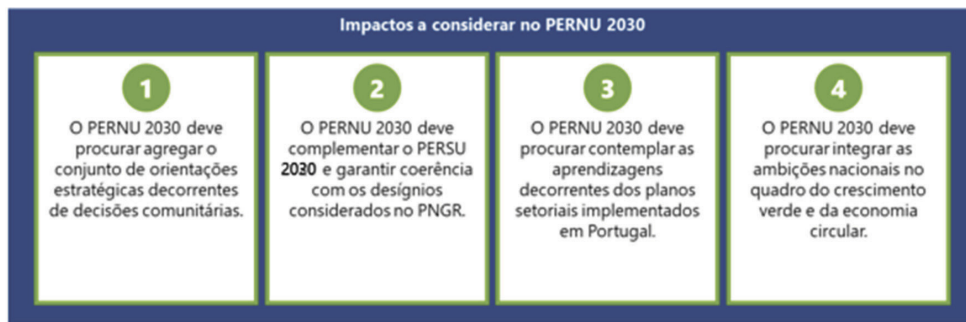 Impactos a considerar no PERNU 2030
1
O PERNU 2030 deve
procurar agregar o
conjunto de orientações
estratégicas decorrentes
de decisões comunitárias.
2
O PERNU 2030 deve
complementar o PERSU
2030 e garantir coerência
com os desígnios
considerados no PNGR.
3
O PERNU 2030 deve
procurar contemplar as
aprendizagens
decorrentes dos planos
setoriais implementados
em Portugal.
4
O PERNU 2030 deve
procurar integrar as
ambições nacionais no
quadro do crescimento
verde e da economia
circular.